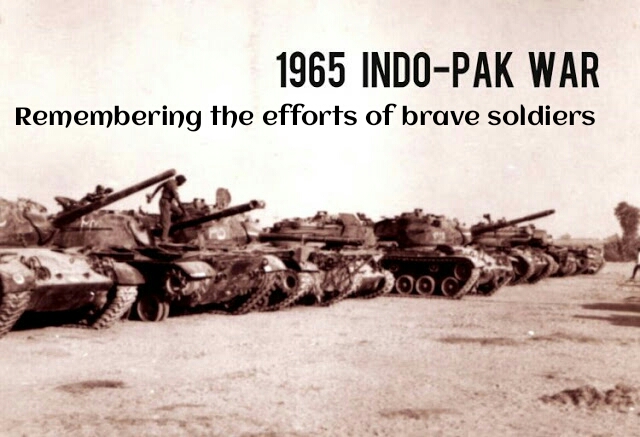 1965 INDO-PAK WAR
Remembering the efforts of brave soldiers